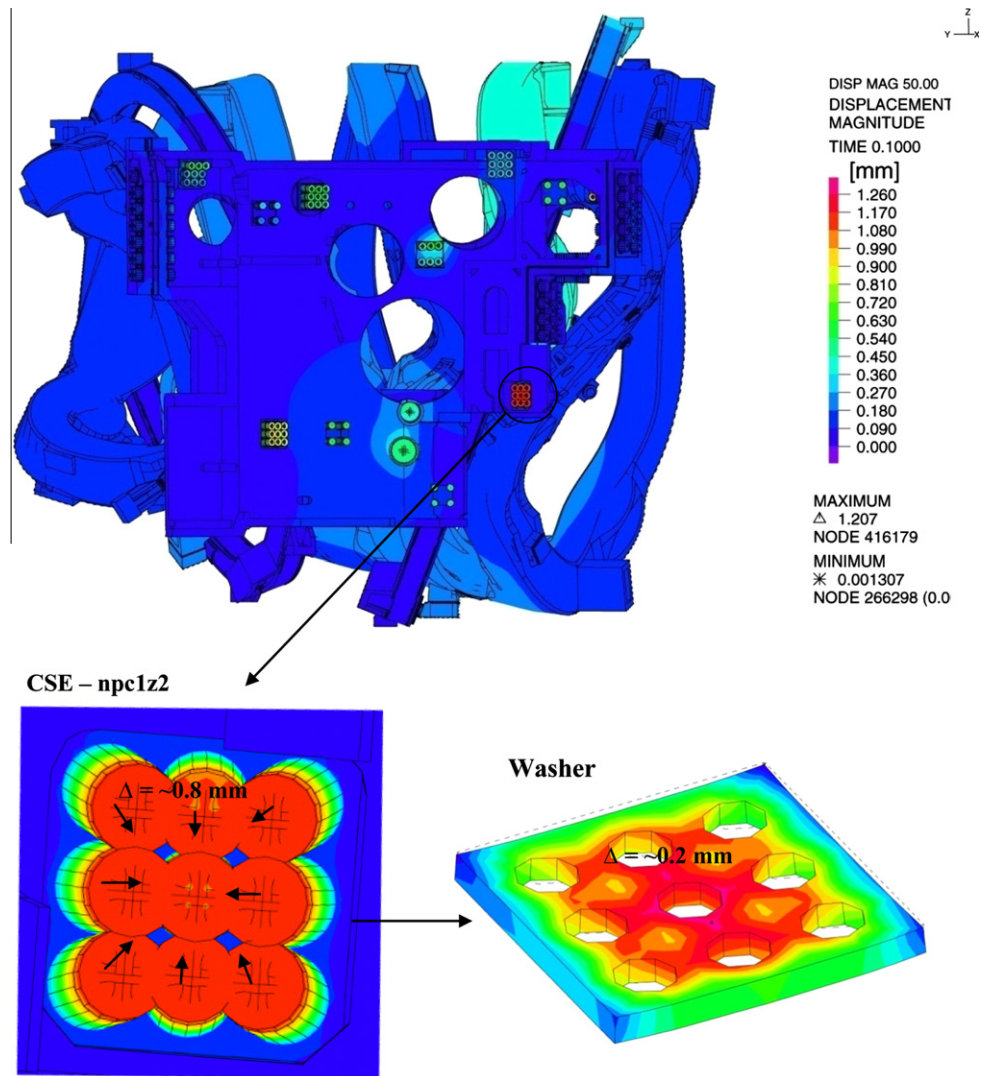 Z
Y X
DISP MAG 50.00
DISPLACEMENT
MAGNITUDE
TIME 0.1000
[mm]
1.260
1.170
1.080
0.990
0.900
0.810
0.720
0.630
0.540
0.450
0.360
0.270
0.180
0.090
0.000
MAXIMUM
△ 1.207
NODE 416179
MINIMUM
✳ 0.001307
NODE 266298 (0.0
CSE – npc1z2
Δ = ~0.8 mm
Washer
Δ = ~0.2 mm